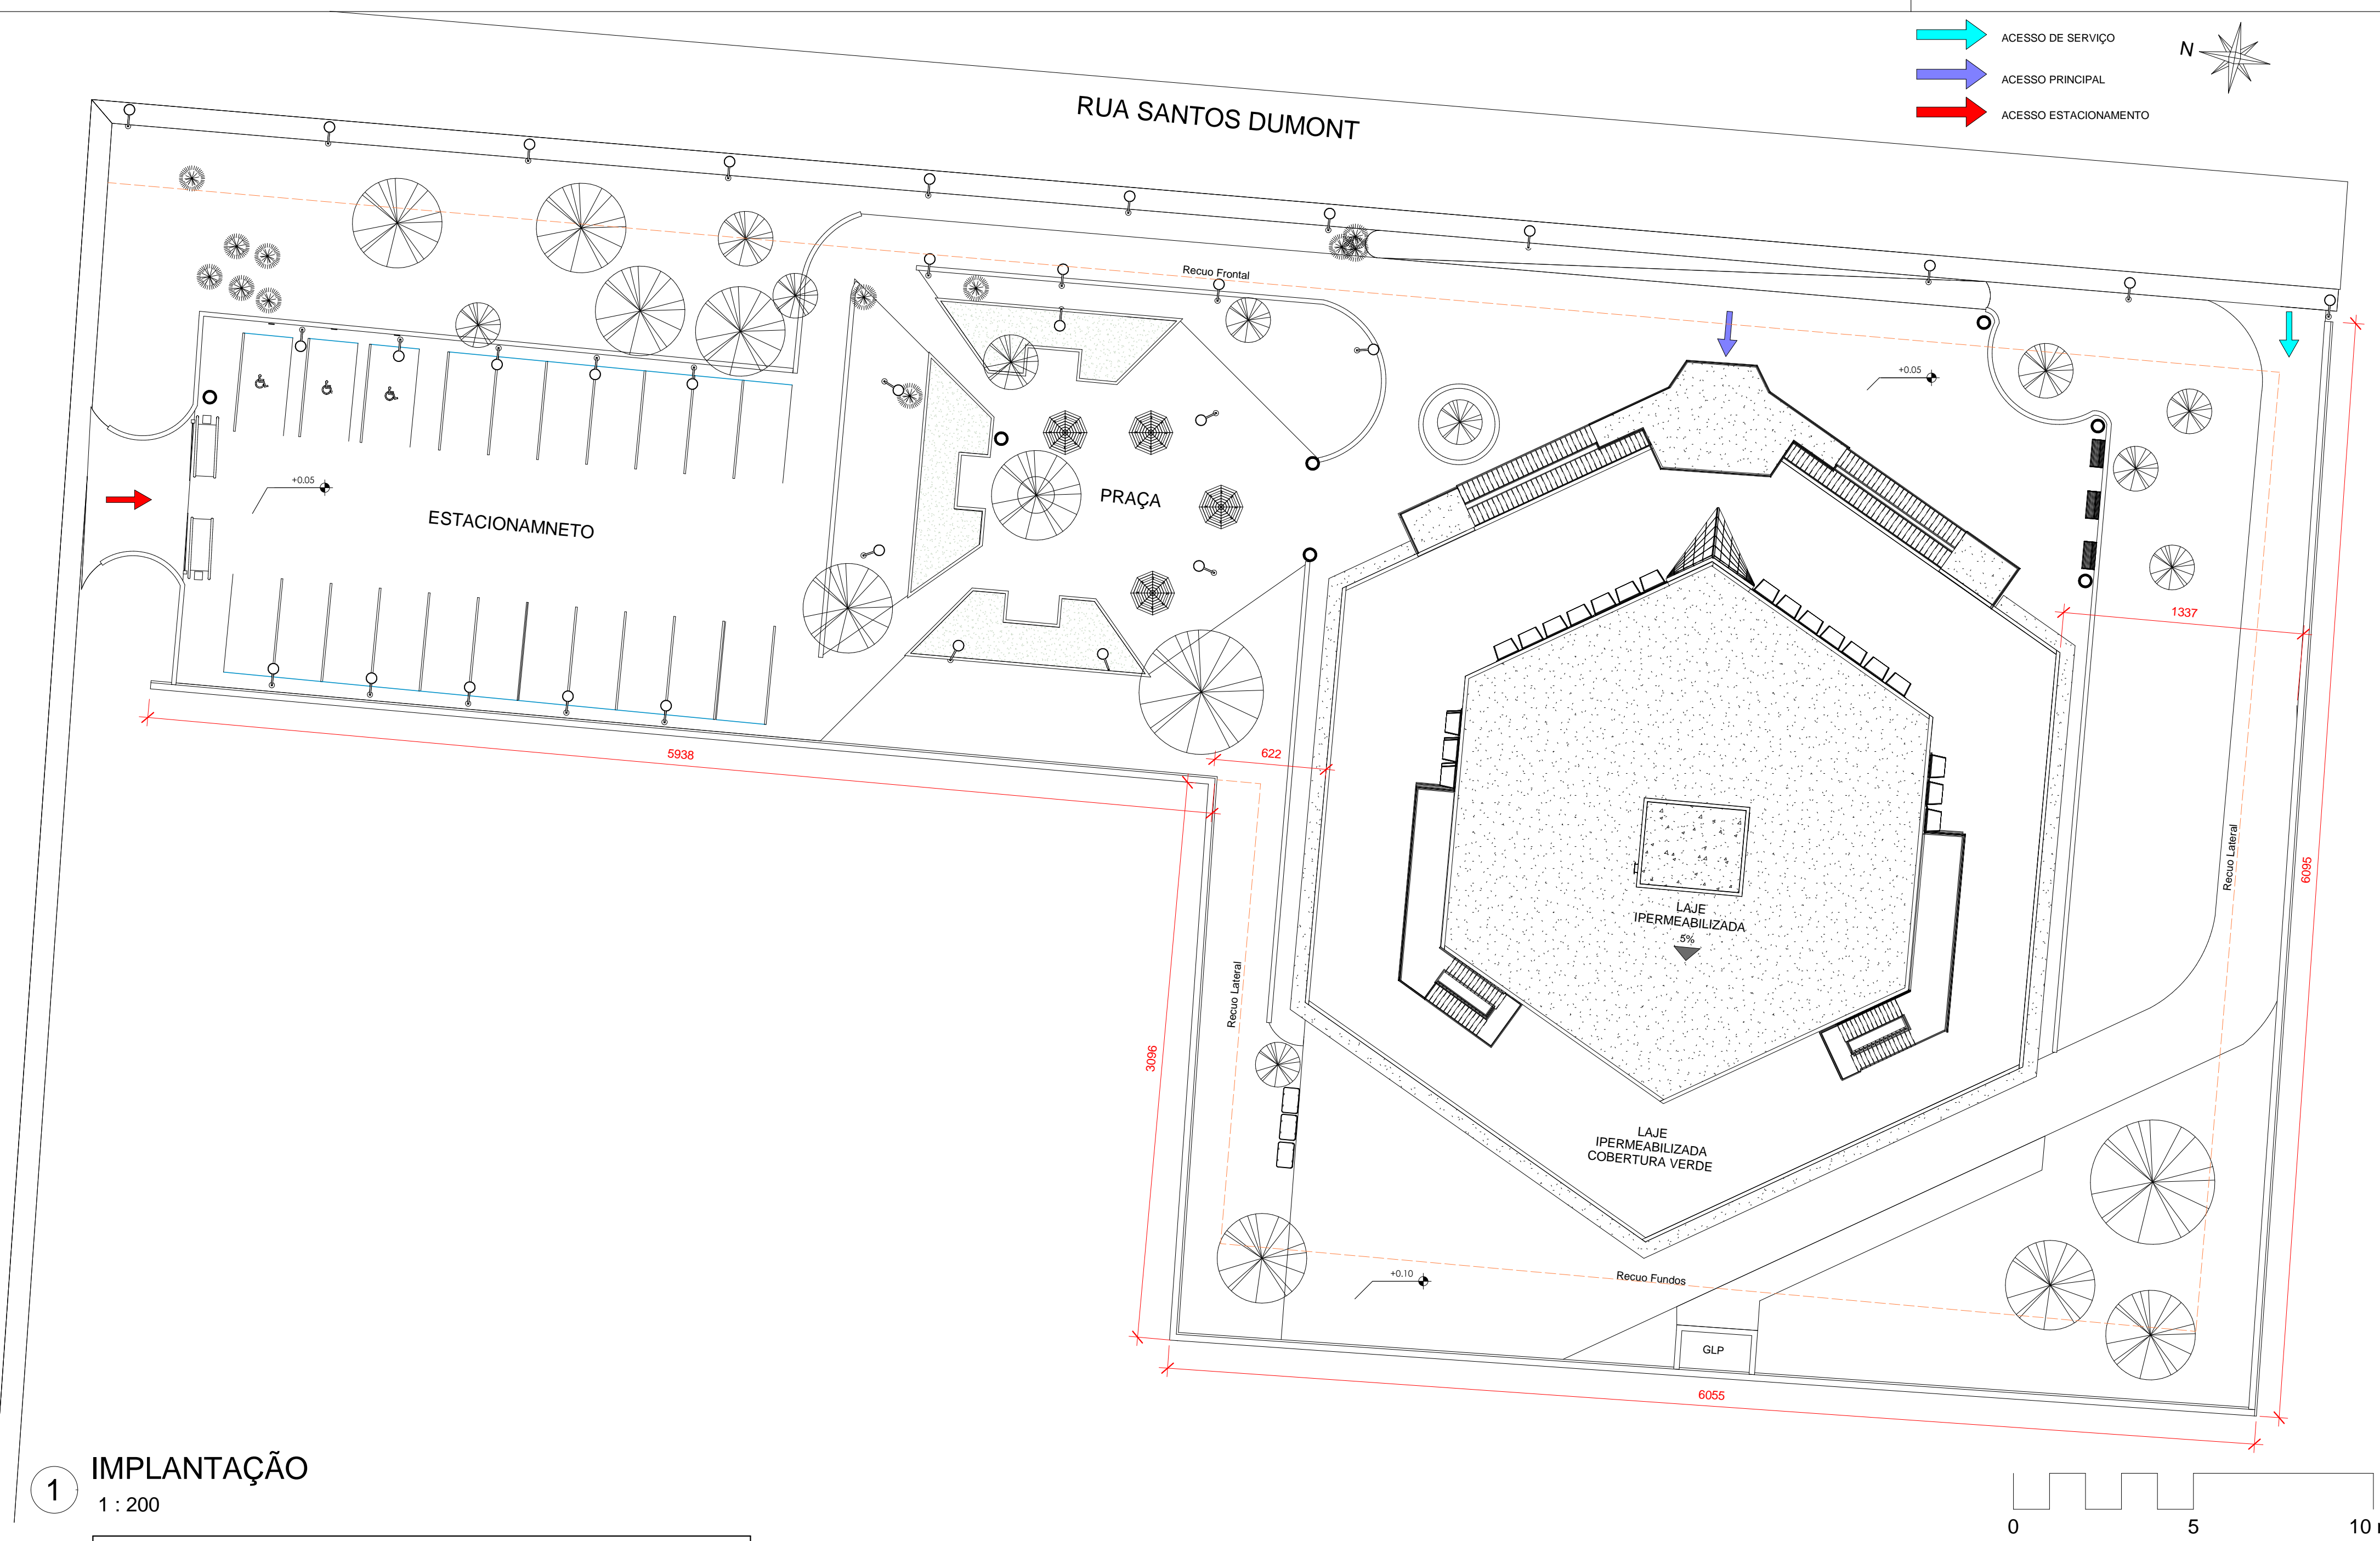 ACESSO DE SERVIÇO
N
ACESSO PRINCIPAL
ACESSO ESTACIONAMENTO
RUA SANTOS DUMONT
Recuo Frontal
+0.05
+0.05
ESTACIONAMNETO
PRAÇA
1337
5938
622
Recuo Lateral
6095
LAJE
IPERMEABILIZADA
5%
Recuo Lateral
3096
LAJE
IPERMEABILIZADA
COBERTURA VERDE
+0.10
Recuo Fundos
GLP
6055
1
IMPLANTAÇÃO
1 : 200
0
5
10